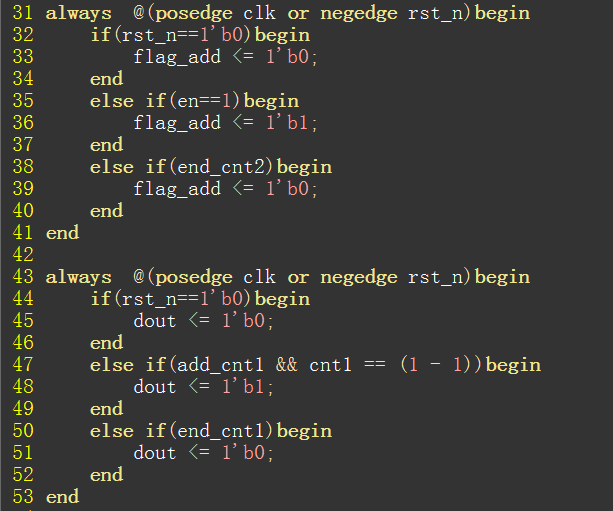 31 always  @(posedge clk or negedge rst_n)begin
32     if(rst_n==1'b0)begin
33         flag_add <= 1'b0;
34     end
35     else if(en==1)begin
36         flag_add <= 1'b1;
37     end
38     else if(end_cnt2)begin
39         flag_add <= 1'b0;
40     end
41 end
42
43 always  @(posedge clk or negedge rst_n)begin
44     if(rst_n==1'b0)begin
45         dout <= 1'b0;
46     end
47     else if(add_cnt1 && cnt1 == (1 - 1))begin
48         dout <= 1'b1;
49     end
50     else if(end_cnt1)begin
51         dout <= 1'b0;
52     end
53 end